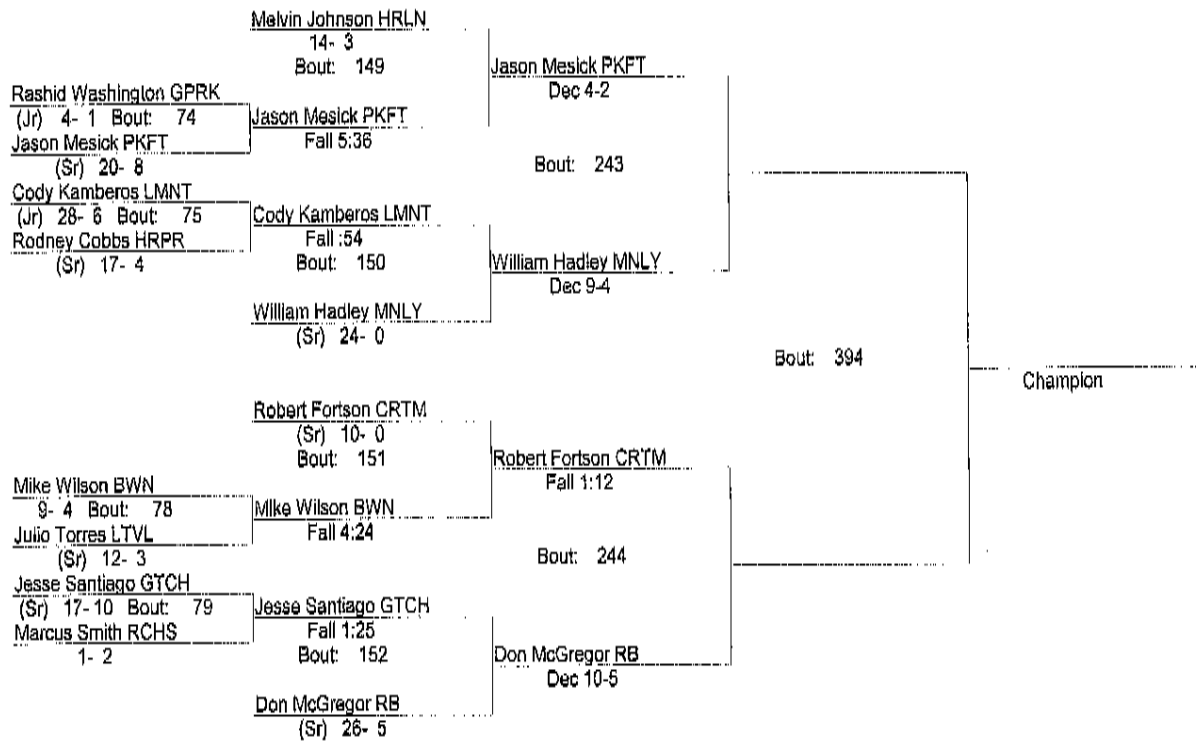 Melvin Johnson HRLN
14- 3
Bout: 149
Jason Mesick PKFT
Dec 4-2
Rashid Washington GPRK
(Jr) 4- 1 Bout: 74
Jason Mesick PKFT
Fall 5:36
Jason Mesick PKFT
(Sr) 20- 8
Bout: 243
Cody Kamberos LMNT
(Jr) 28- 6 Bout: 75
Cody Kamberos LMNT
Fall :54
Rodney Cobbs HRPR
(Sr) 17- 4
Bout: 150
William Hadley MNLY
Dec 9-4
William Hadley MNLY
(Sr) 24- 0
Bout: 394
Champion
Robert Fortson CRTM
(Sr) 10- 0
Bout: 151
Robert Fortson CRTM
Fall 1:12
Mike Wilson BWN
9- 4 Bout: 78
Mike Wilson BWN
Fall 4:24
Julio Torres LTVL
(Sr) 12- 3
Bout: 244
Jesse Santiago GTCH
(Sr) 17- 10 Bout: 79
Jesse Santiago GTCH
Fall 1:25
Marcus Smith RCHS
1- 2
Bout: 152
Don McGregor RB
Dec 10-5
Don McGregor RB
(Sr) 26- 5